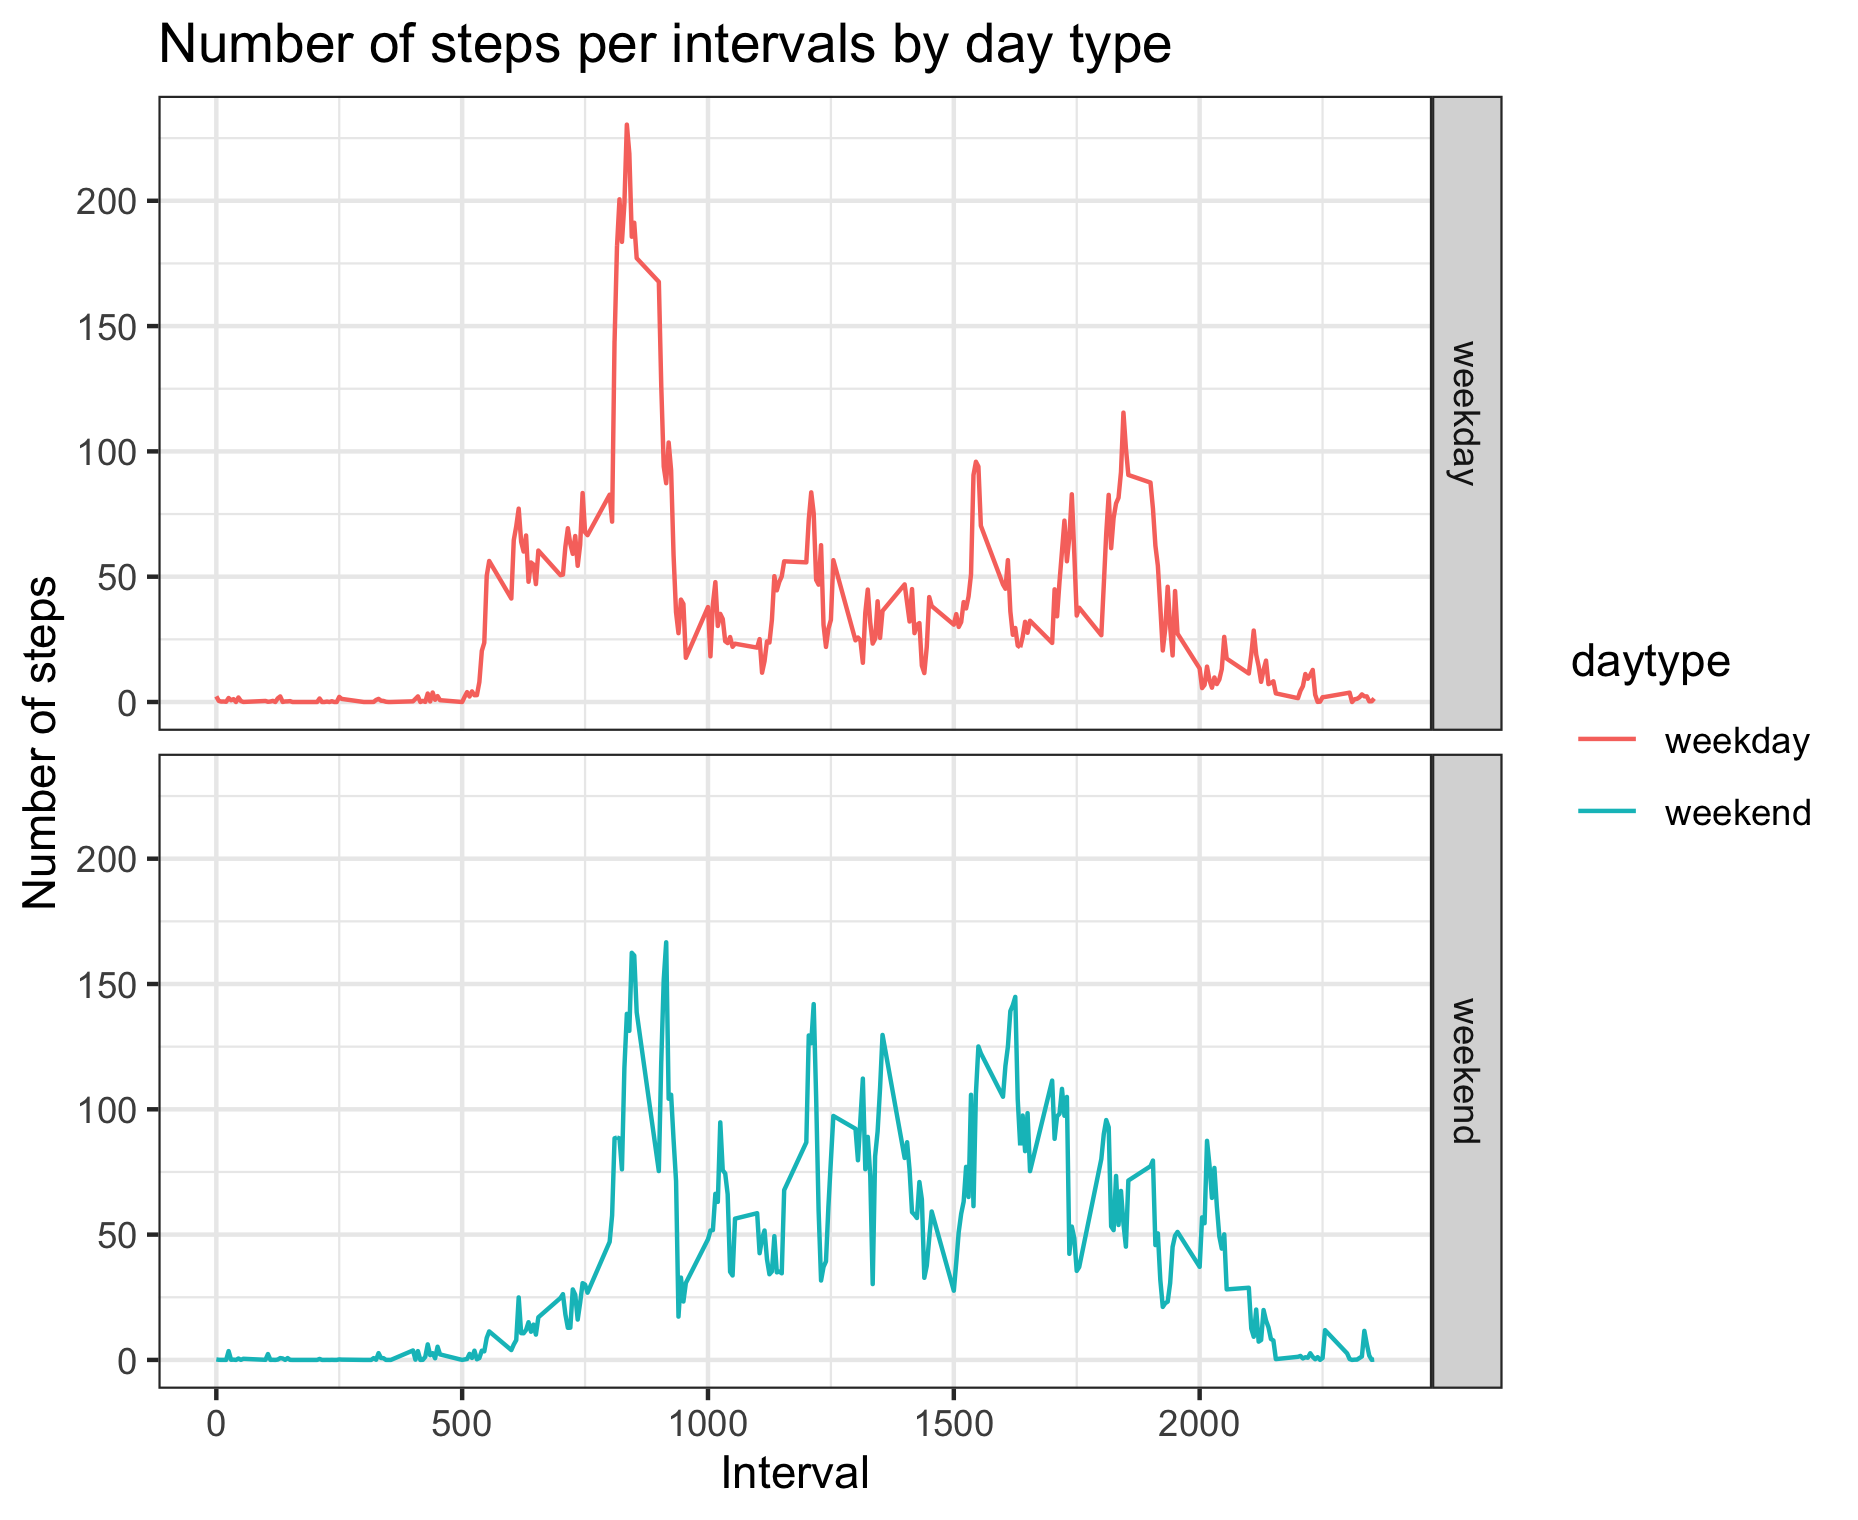 Number of steps per intervals by day type
Number of steps
200
150
100
50
0
weekday
200
150
100
50
0
weekend
0 500 1000 1500 2000
Interval
daytype
weekday
weekend